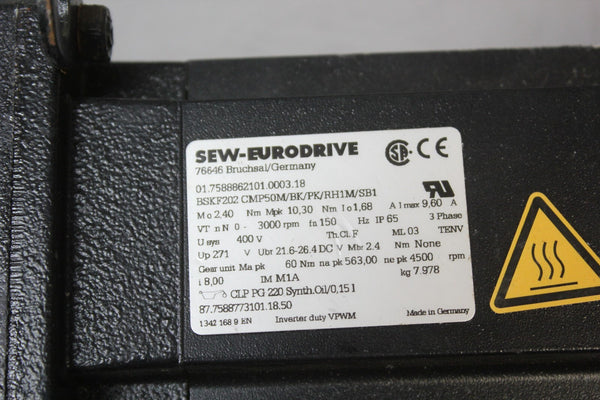 SEW-EURODRIVE
76646 Bruchsal/Germany
01.7588862101.0003.18
BSKF202 CMP50M/BK/PK/RH1M/SB1
Mo 2,40 Nm Mpk 10,30 Nm Io 1,68 A Imax 9,60 A
VT nN 0- 3000 rpm fN 150 Hz IP 65 3 Phase
Usys 400 V Th.Cl.F ML 03 TENV
Up 271 V Ubr 21.6-26.4 DC V Mbr 2.4 Nm None
Gear unit Ma pk 60 Nm na pk 563,00 ne pk 4500 rpm
i 8,00 IM M1A kg 7.978
CLP PG 220 Synth.Oil/0,15 l
87.7588773101.18.50
1342 168 9 EN Inverter duty VPWM Made in Germany